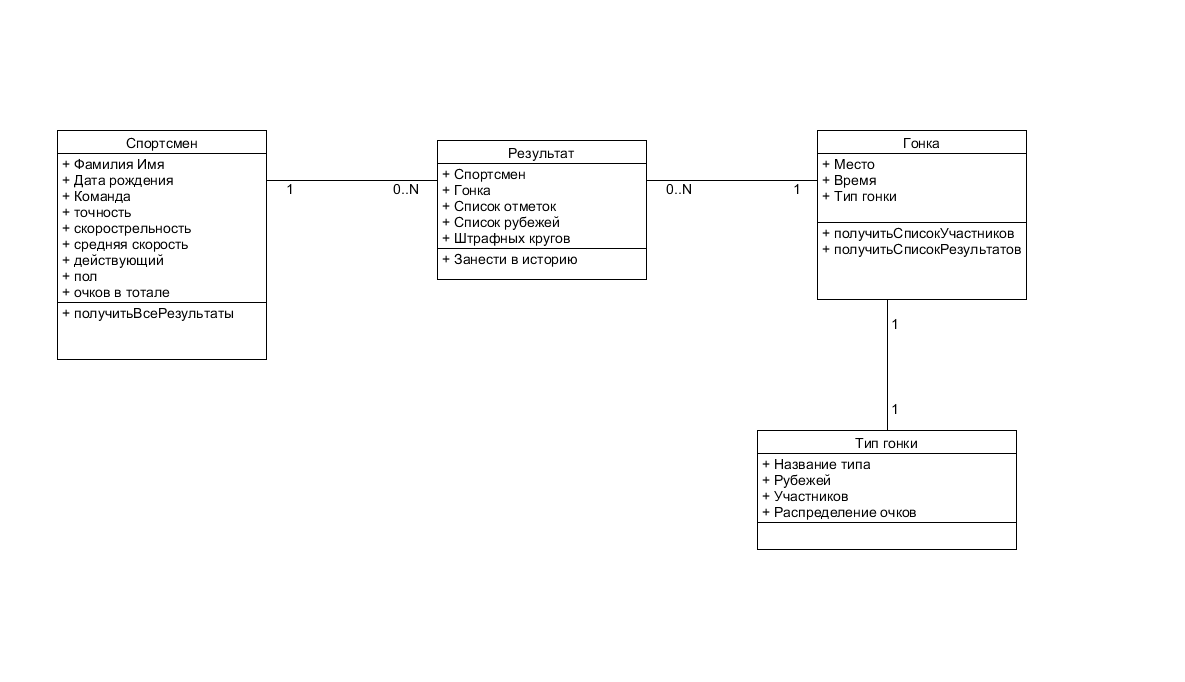 Спортсмен
+ Фамилия Имя
+ Дата рождения
+ Команда
+ точность
+ скорострельность
+ средняя скорость
+ действующий
+ пол
+ очков в тотале
+ получитьВсеРезультаты
1
0..N
Результат
+ Спортсмен
+ Гонка
+ Список отметок
+ Список рубежей
+ Штрафных кругов
+ Занести в историю
0..N
1
Гонка
+ Место
+ Время
+ Тип гонки
+ получитьСписокУчастников
+ получитьСписокРезультатов
1
1
Тип гонки
+ Название типа
+ Рубежей
+ Участников
+ Распределение очков